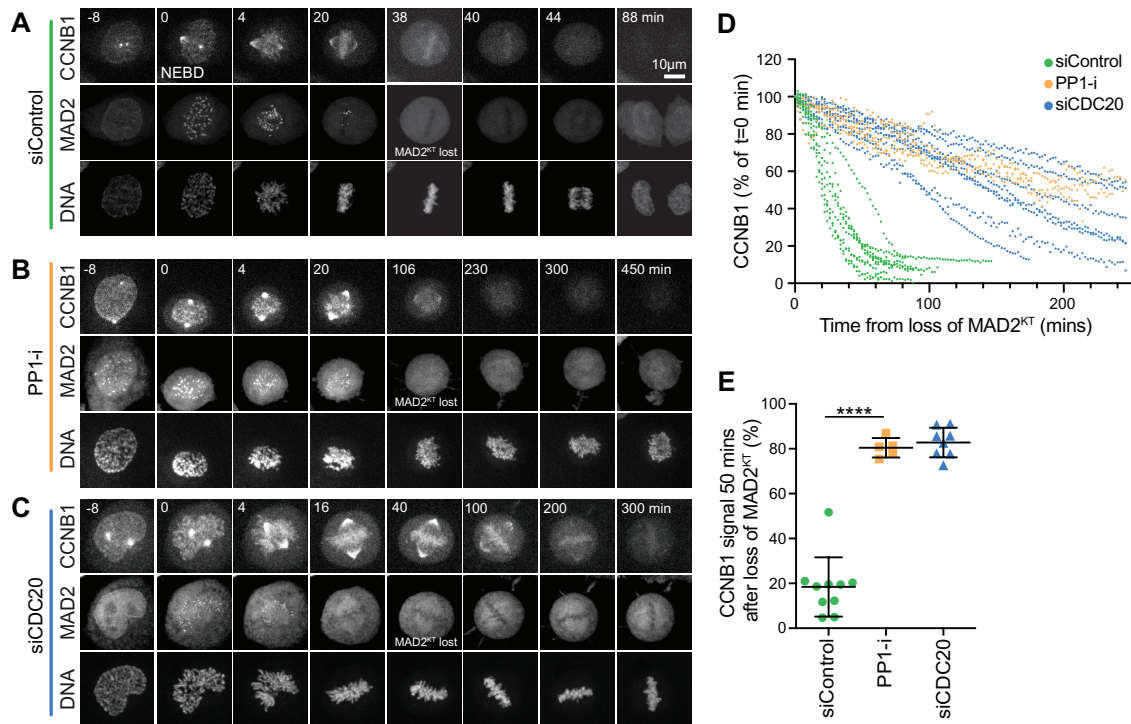 A
siControl
CCNB1
MAD2
DNA
-8
0
4
20
38
40
44
88 min
NEBD
10µm
MAD2KT lost
B
PP1-i
CCNB1
MAD2
DNA
-8
0
4
20
106
230
300
450 min
MAD2KT lost
C
siCDC20
CCNB1
MAD2
DNA
-8
0
4
16
40
100
200
300 min
MAD2KT lost
D
siControl
PP1-i
siCDC20
CCNB1 (% of t=0 min)
120
100
80
60
40
20
0
0
100
200
Time from loss of MAD2KT (mins)
E
CCNB1 signal 50 mins
after loss of MAD2KT (%)
100
80
60
40
20
0
****
siControl
PP1-i
siCDC20